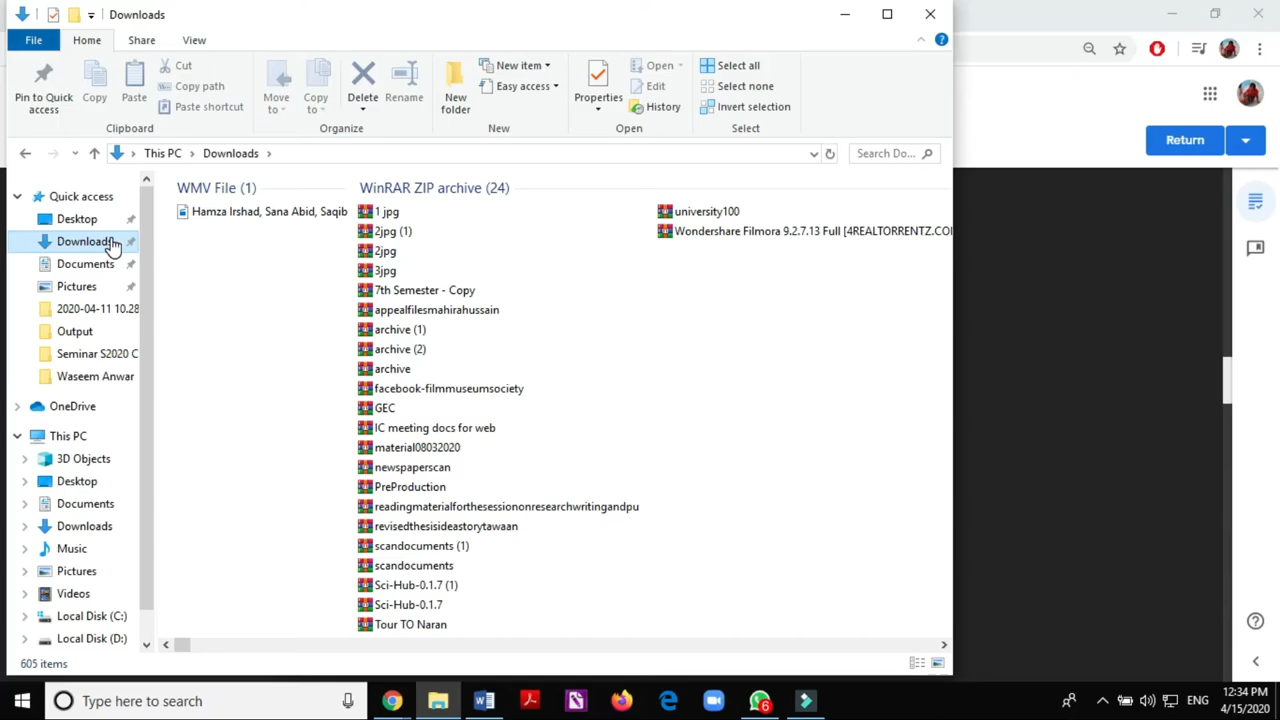 Downloads
File
Home
Share
View
Pin to Quick
access
Copy
Paste
Cut
Copy path
Paste shortcut
Clipboard
Move
to
Copy
to
Delete
Rename
Organize
New
folder
New item
Easy access
New
Properties
Open
Edit
History
Open
Select all
Select none
Invert selection
Select
Return
This PC > Downloads >
Search Do...
Quick access
Desktop
Downloads
Documents
Pictures
2020-04-11 10.28
Output
Seminar S2020 C
Waseem Anwar
OneDrive
This PC
3D Objects
Desktop
Documents
Downloads
Music
Pictures
Videos
Local Disk (C:)
Local Disk (D:)
WMV File (1)
Hamza Irshad, Sana Abid, Saqib
WinRAR ZIP archive (24)
1 jpg
2jpg (1)
2jpg
3jpg
7th Semester - Copy
appealfilesmahirahussain
archive (1)
archive (2)
archive
facebook-filmmuseumsociety
GEC
IC meeting docs for web
material08032020
newspaperscan
PreProduction
readingmaterialforthesessiononresearchwritingandpu
revisedthesisideastorytawaan
scandocuments (1)
scandocuments
Sci-Hub-0.1.7 (1)
Sci-Hub-0.1.7
Tour TO Naran
university100
Wondershare Filmora 9.2.7.13 Full [4REALTORRENTZ.COM
605 items
Type here to search
6
ENG
12:34 PM
4/15/2020